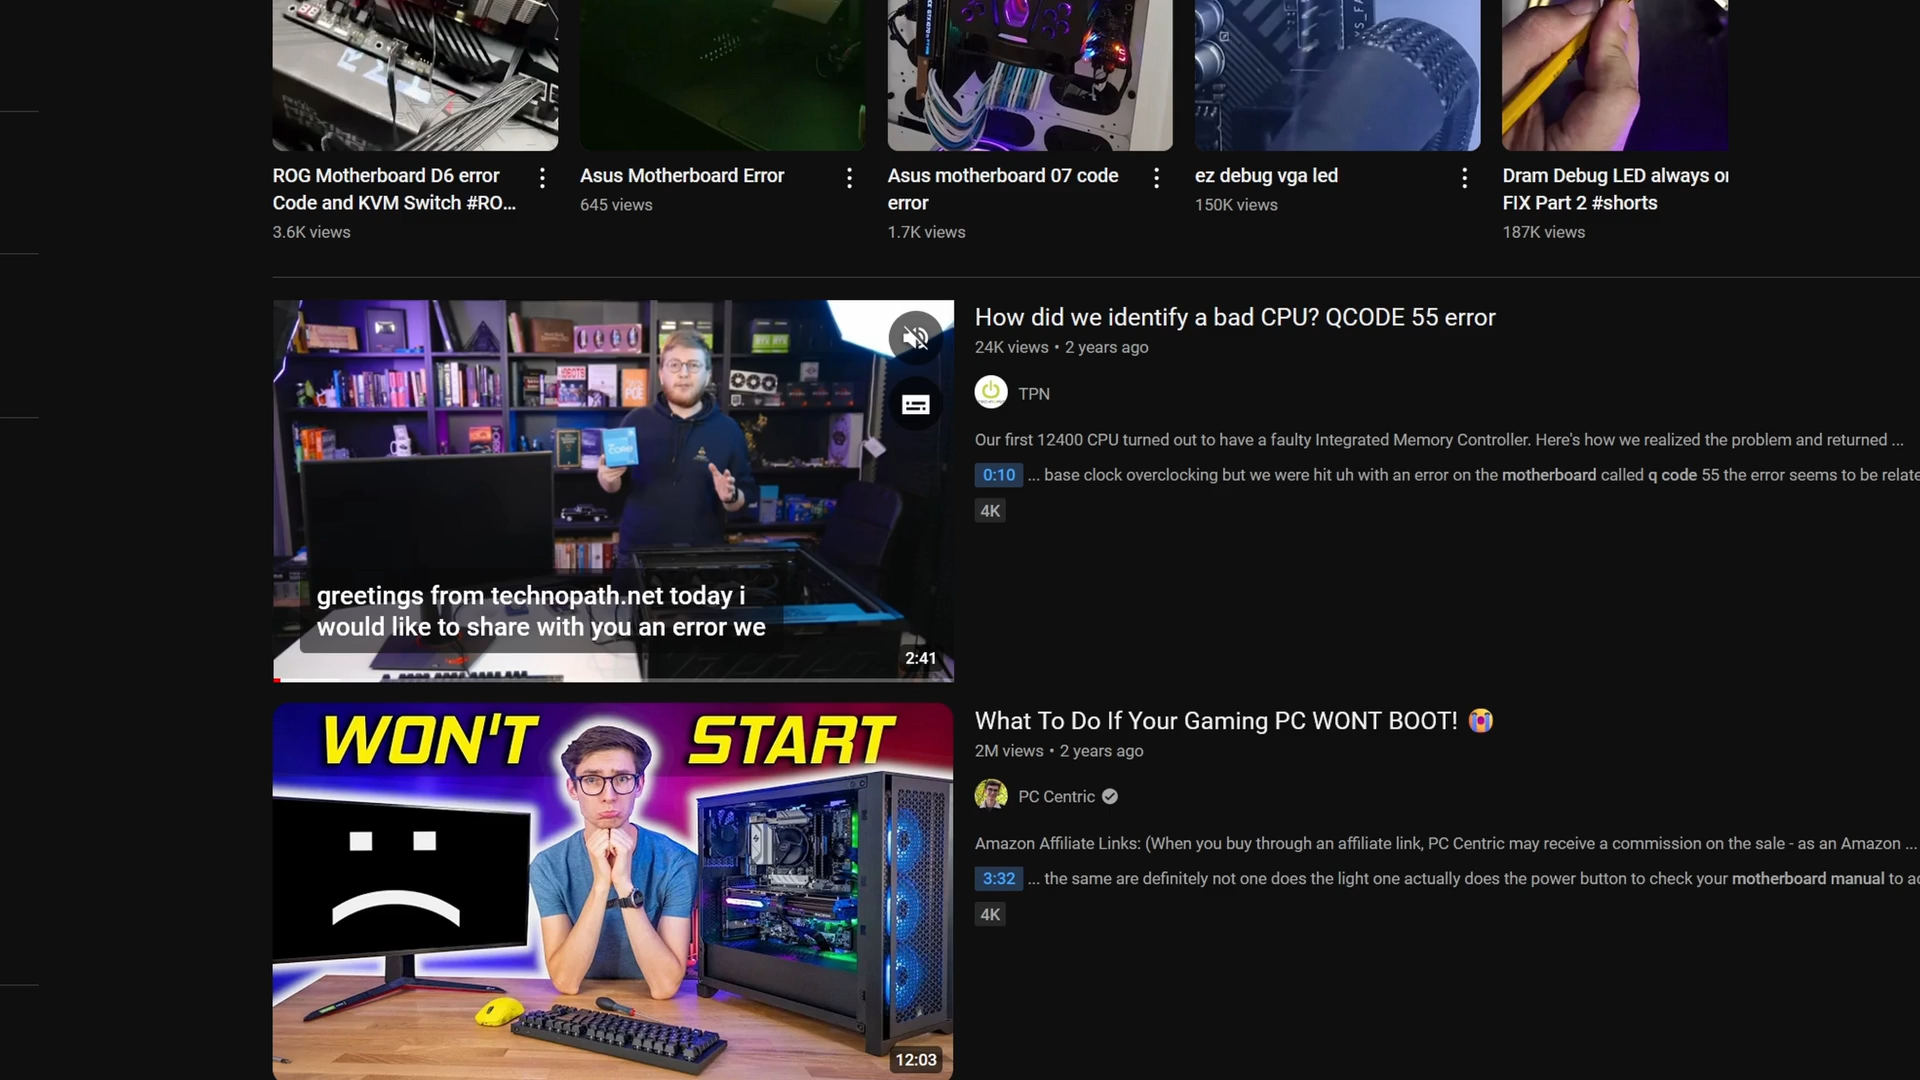 ROG Motherboard D6 error
Code and KVM Switch #RO...
3.6K views
Asus Motherboard Error
645 views
Asus motherboard 07 code
error
1.7K views
ez debug vga led
150K views
Dram Debug LED always on
FIX Part 2 #shorts
187K views
How did we identify a bad CPU? QCODE 55 error
24K views • 2 years ago
TPN
Our first 12400 CPU turned out to have a faulty Integrated Memory Controller. Here's how we realized the problem and returned ...
0:10 ... base clock overclocking but we were hit uh with an error on the motherboard called q code 55 the error seems to be relate
4K
greetings from technopath.net today i
would like to share with you an error we
2:41
WON'T START
12:03
What To Do If Your Gaming PC WONT BOOT! 😭
2M views • 2 years ago
PC Centric
Amazon Affiliate Links: (When you buy through an affiliate link, PC Centric may receive a commission on the sale - as an Amazon ...
3:32 ... the same are definitely not one does the light one actually does the power button to check your motherboard manual to ac
4K